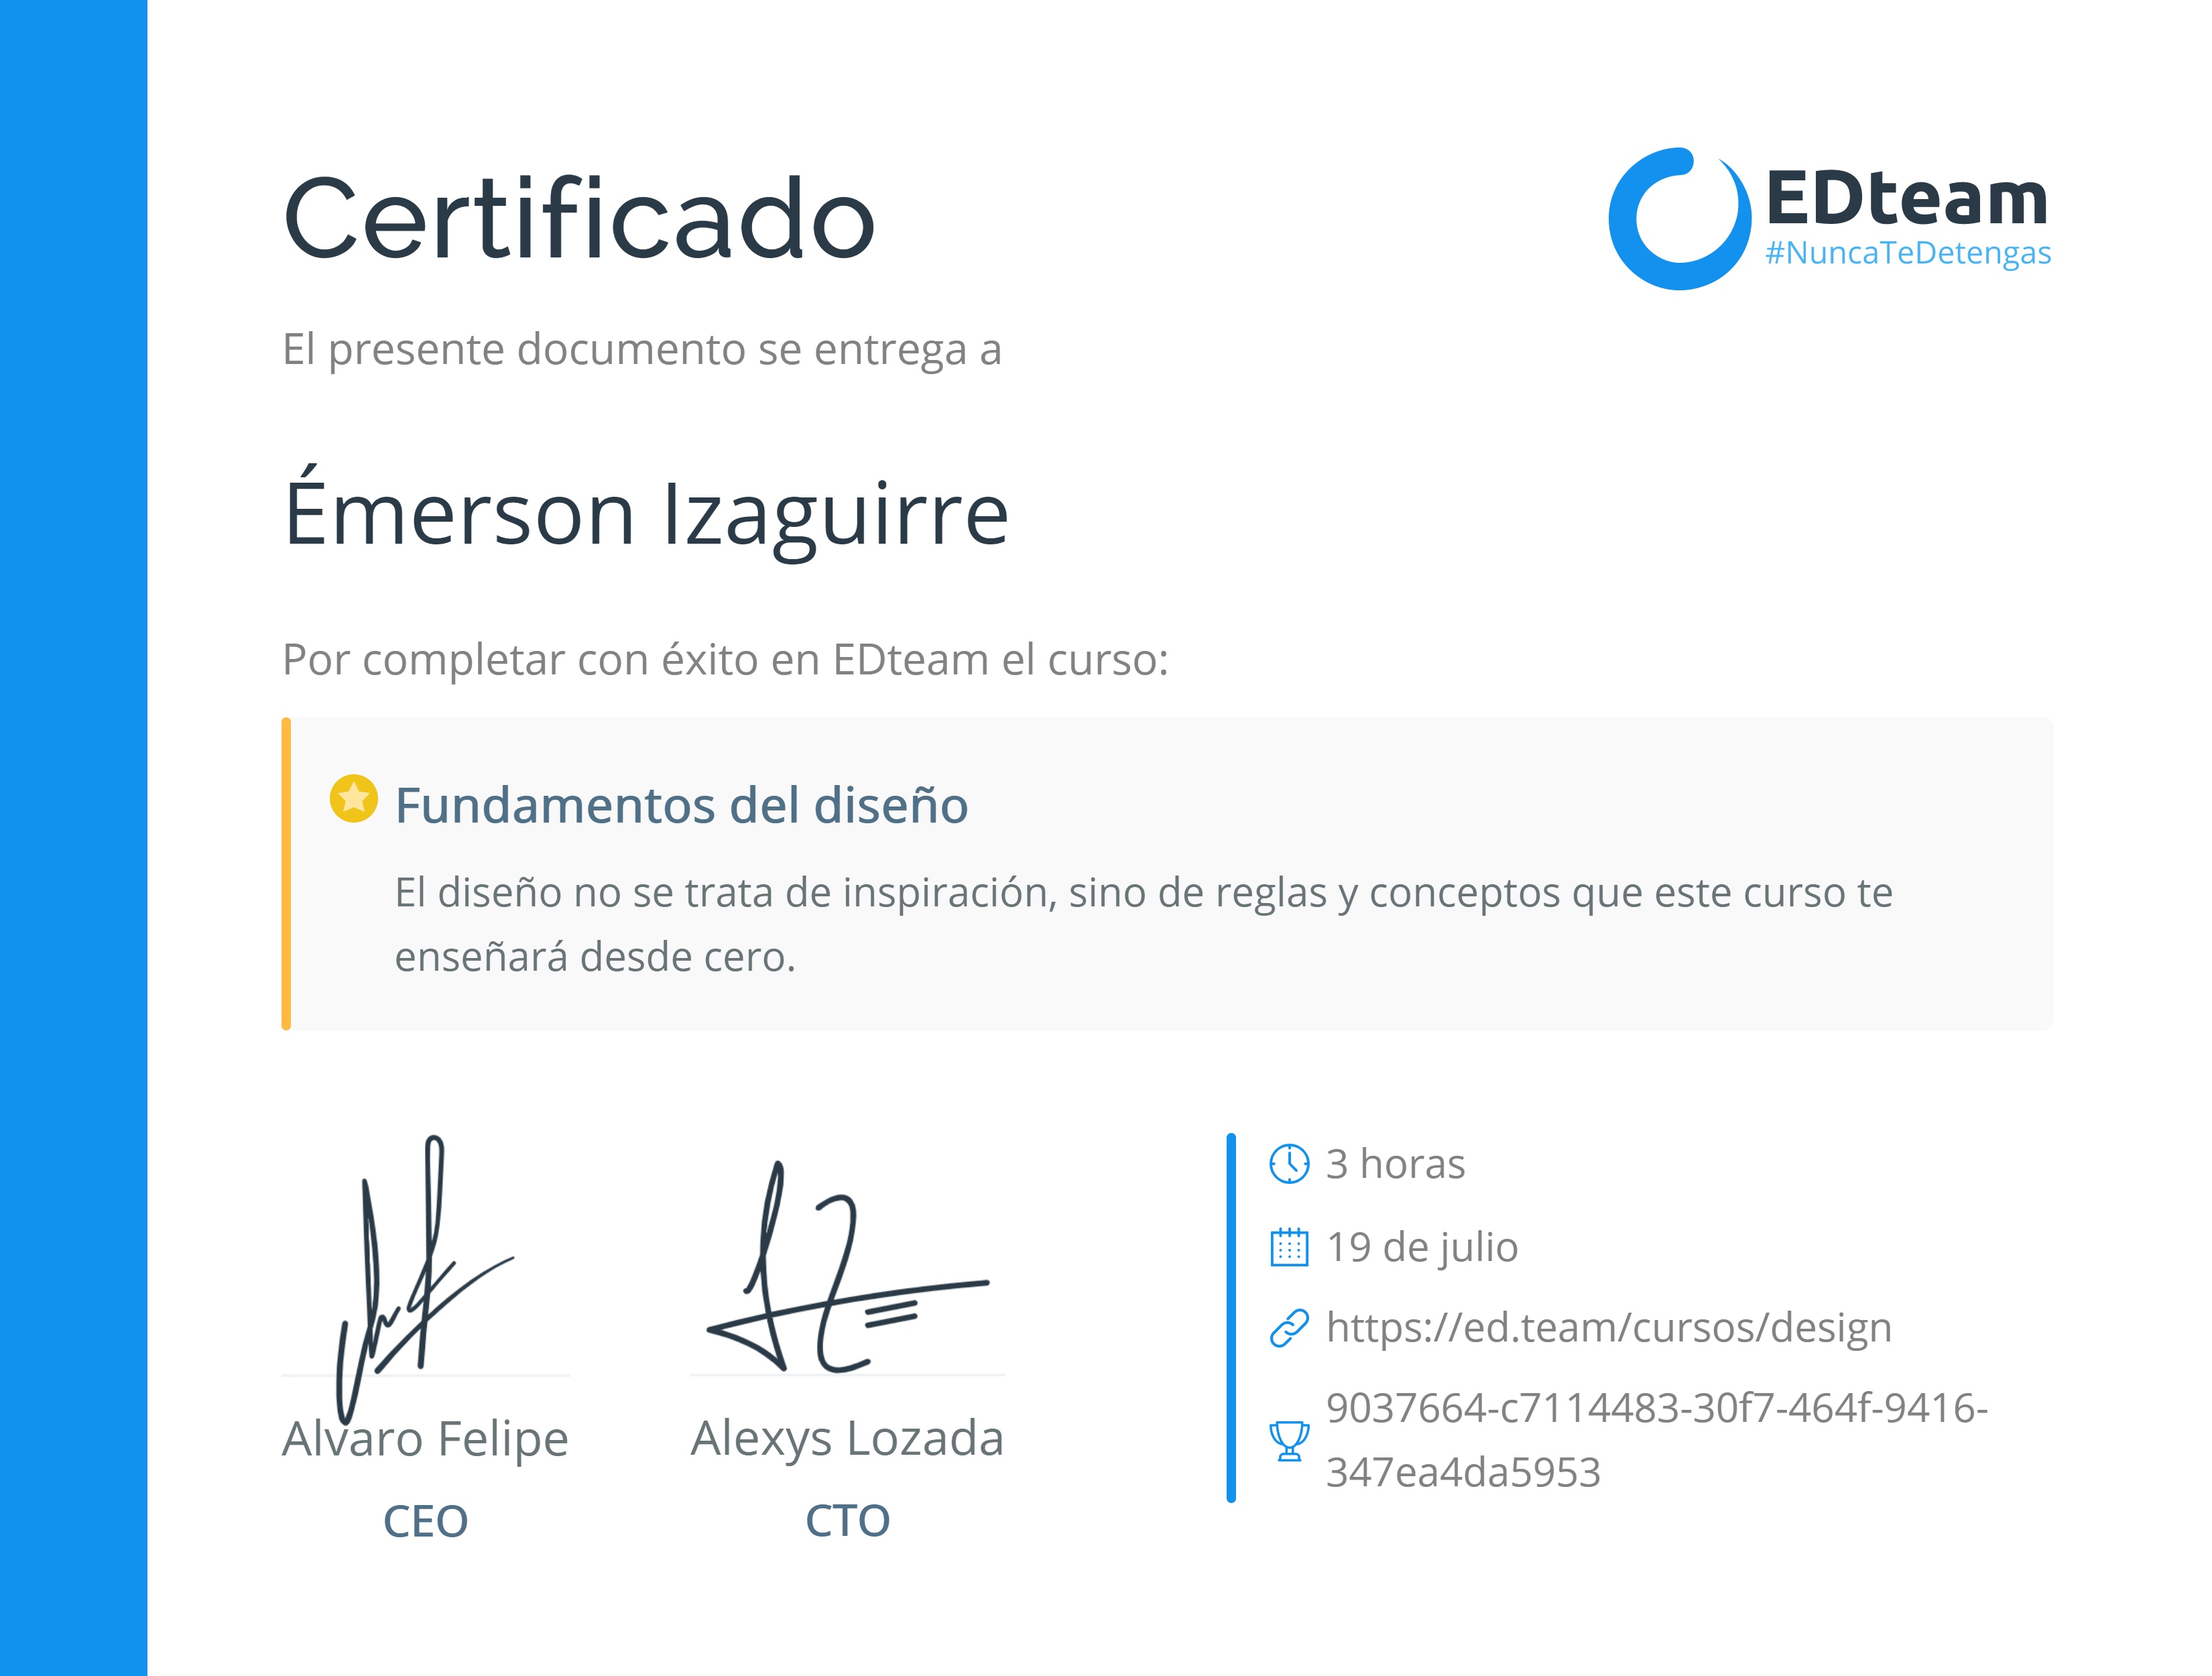 Certificado
EDteam
#NuncaTeDetengas
El presente documento se entrega a
Émerson Izaguirre
Por completar con éxito en EDteam el curso:
Fundamentos del diseño
El diseño no se trata de inspiración, sino de reglas y conceptos que este curso te
enseñará desde cero.
Alvaro Felipe
CEO
Alexys Lozada
CTO
3 horas
19 de julio
https://ed.team/cursos/design
9037664-c7114483-30f7-464f-9416-
347ea4da5953